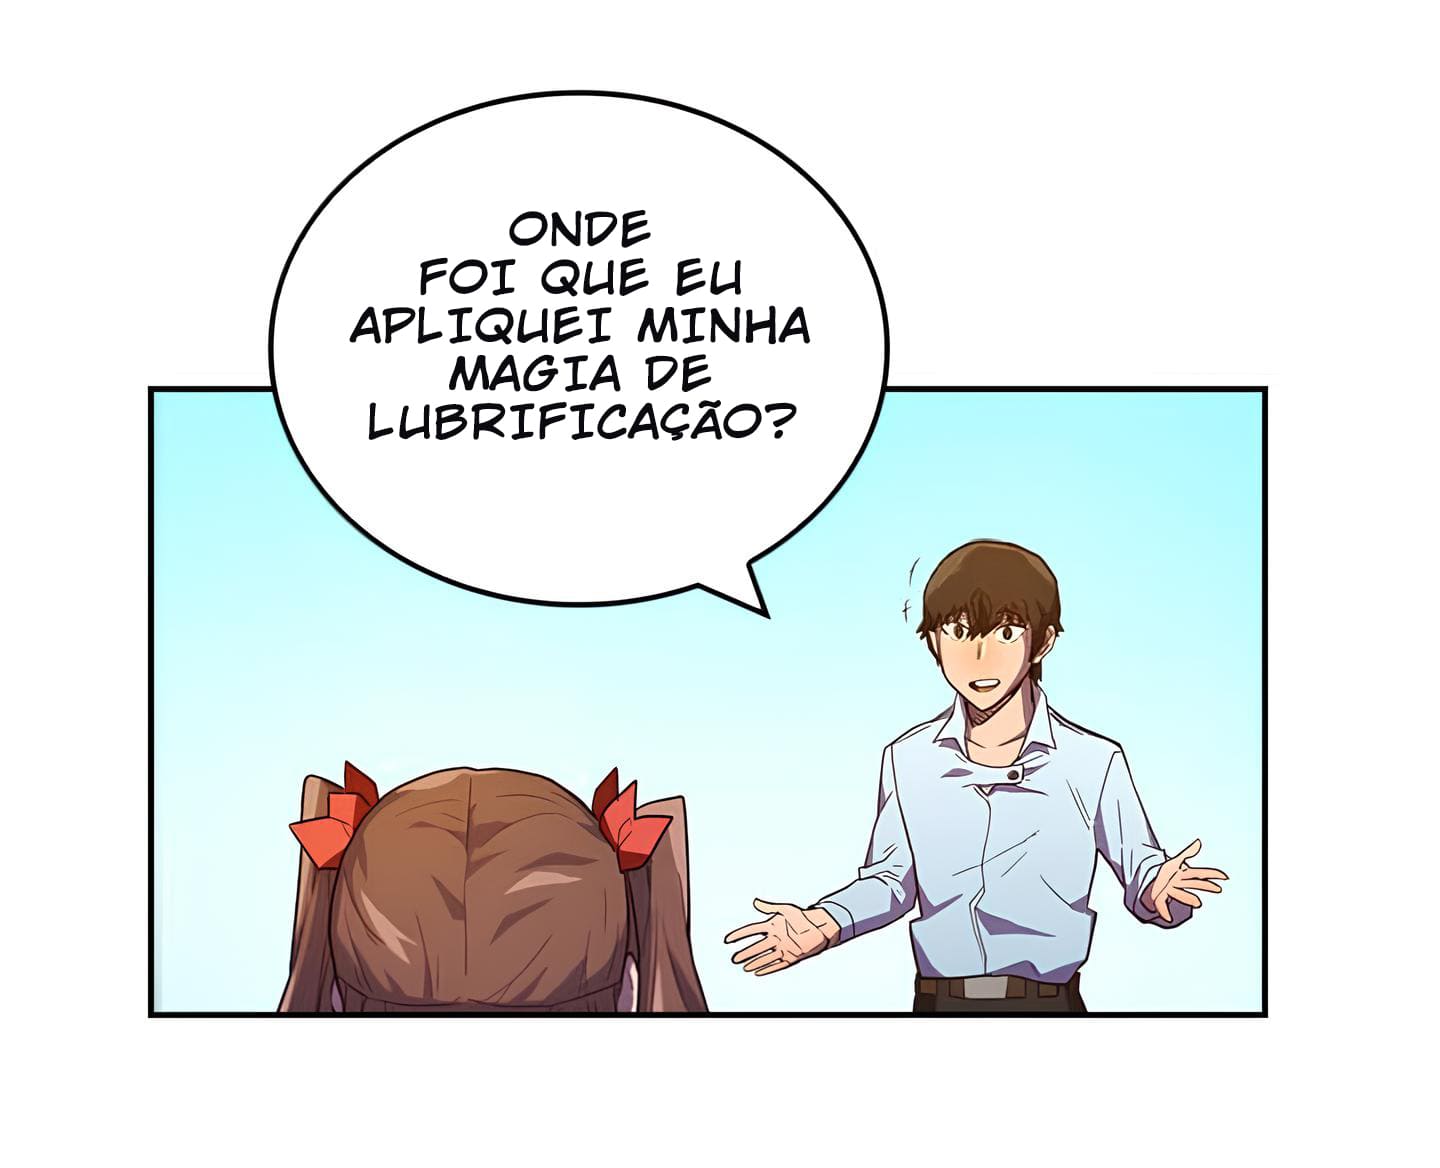 ONDE
FOI QUE EU
APLIQUEI MINHA
MAGIA DE
LUBRIFICAÇÃO?